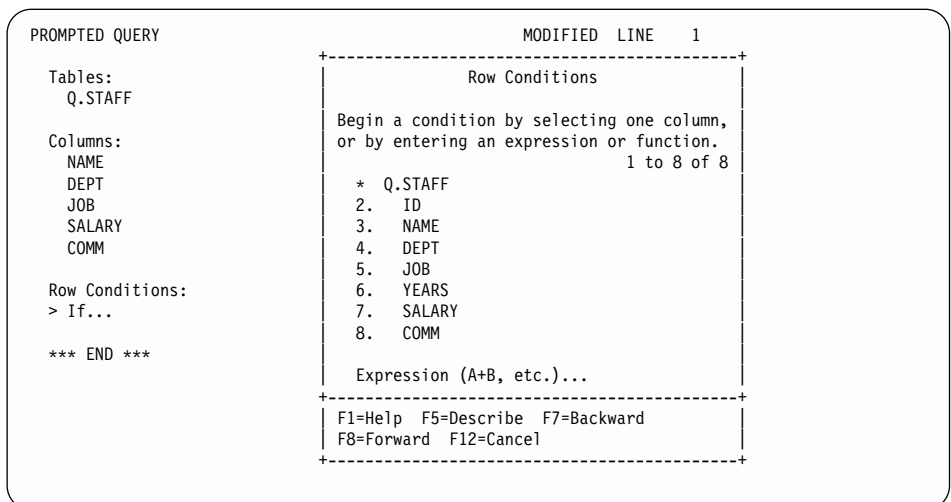 PROMPTED QUERY MODIFIED LINE 1
Tables:
Q.STAFF
Columns:
NAME
DEPT
JOB
SALARY
COMM
Row Conditions:
> If...
*** END ***
Row Conditions
Begin a condition by selecting one column,
or by entering an expression or function.
1 to 8 of 8
* Q.STAFF
2. ID
3. NAME
4. DEPT
5. JOB
6. YEARS
7. SALARY
8. COMM
Expression (A+B, etc.)...
F1=Help F5=Describe F7=Backward
F8=Forward F12=Cancel